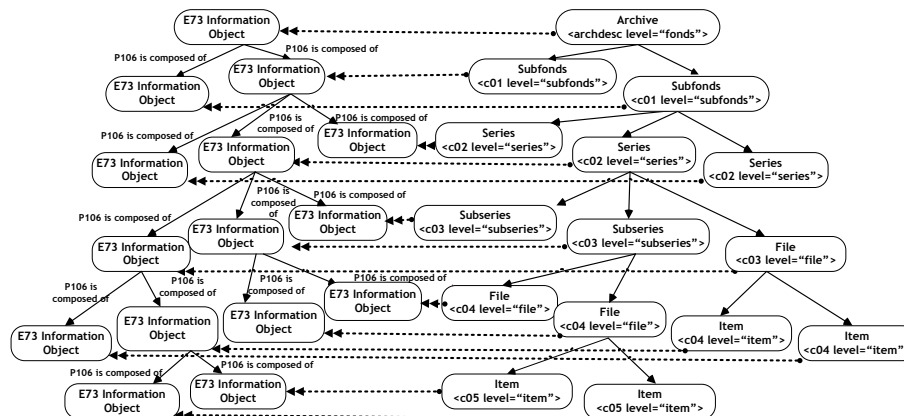 E73 Information
Object
Archive
<archdesc level=“fonds”>
P106 is composed of
P106 is composed of
E73 Information
Object
E73 Information
Object
Subfonds
<c01 level=“subfonds”>
Subfonds
<c01 level=“subfonds”>
P106 is composed of
P106 is
composed of
P106 is composed of
E73 Information
Object
E73 Information
Object
E73 Information
Object
Series
<c02 level=“series”>
Series
<c02 level=“series”>
Series
<c02 level=“series”>
P106 is composed of
P106 is
composed
of
P106 is composed of
E73 Information
Object
E73 Information
Object
E73 Information
Object
Subseries
<c03 level=“subseries”>
Subseries
<c03 level=“subseries”>
File
<c03 level=“file”>
P106 is
composed of
P106 is
composed of
P106 is
composed of
P106 is composed of
E73 Information
Object
E73 Information
Object
E73 Information
Object
E73 Information
Object
File
<c04 level=“file”>
File
<c04 level=“file”>
Item
<c04 level=“item”>
Item
<c04 level=“item”>
P106 is composed of
P106 is composed of
E73 Information
Object
E73 Information
Object
Item
<c05 level=“item”>
Item
<c05 level=“item”>